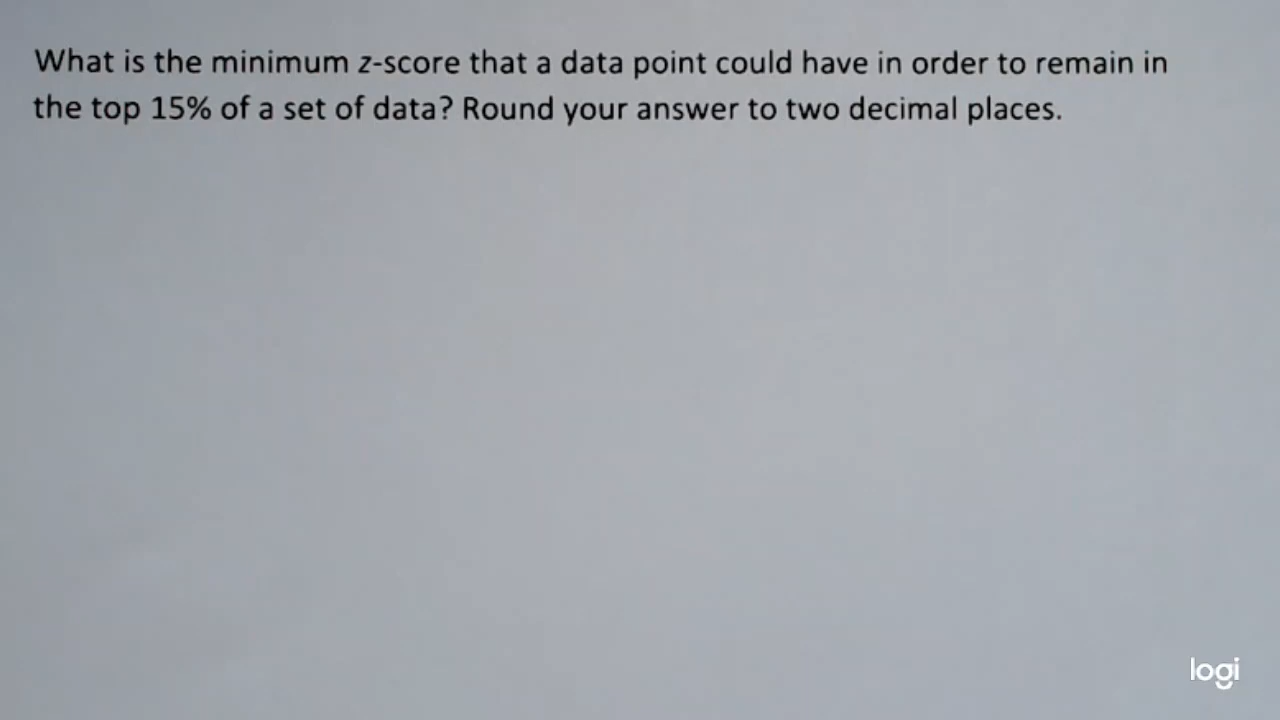 What is the minimum z-score that a data point could have in order to remain in
the top 15% of a set of data? Round your answer to two decimal places.
logi